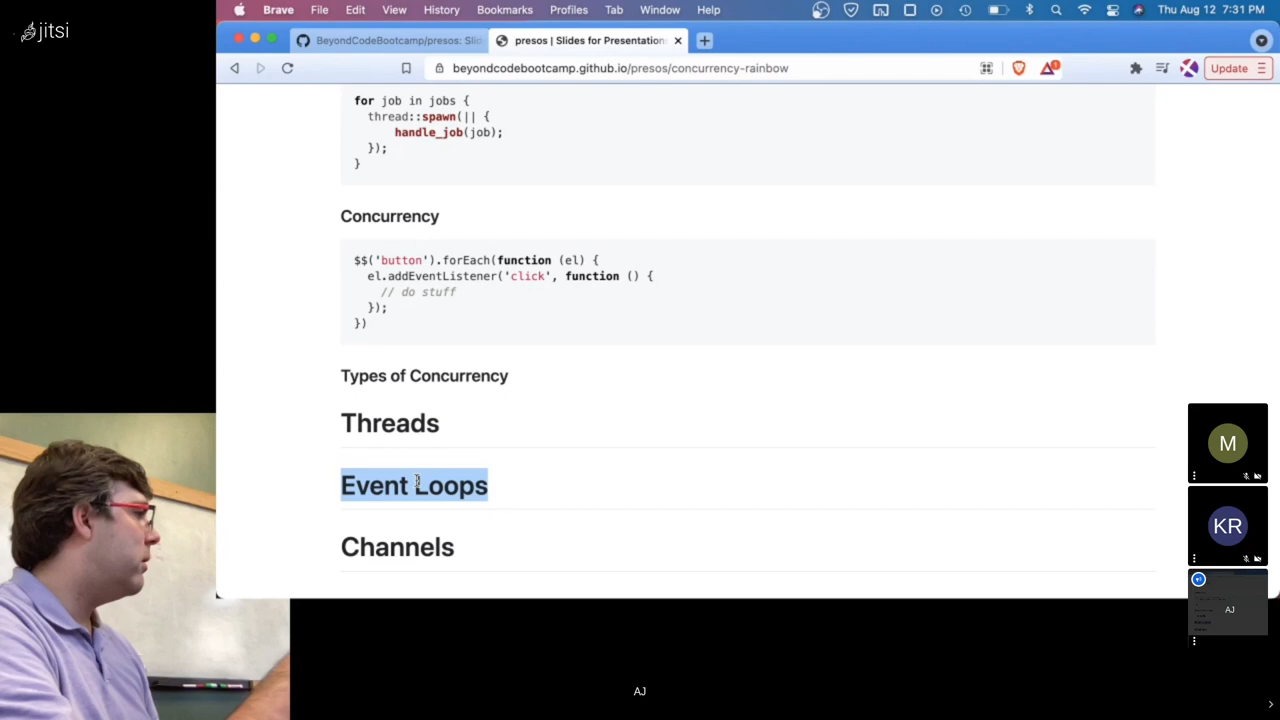 jitsi
Brave File Edit View History Bookmarks Profiles Tab Window Help Thu Aug 12 7:31 PM
BeyondCodeBootcamp/presos: Slid
presos | Slides for Presentation
beyondcodebootcamp.github.io/presos/concurrency-rainbow
1
Update
for job in jobs {
thread::spawn(|| {
handle_job(job);
});
}
Concurrency
$$('button').forEach(function (el) {
el.addEventListener('click', function () {
// do stuff
});
})
Types of Concurrency
Threads
Event Loops
Channels
M
KR
AJ
AJ